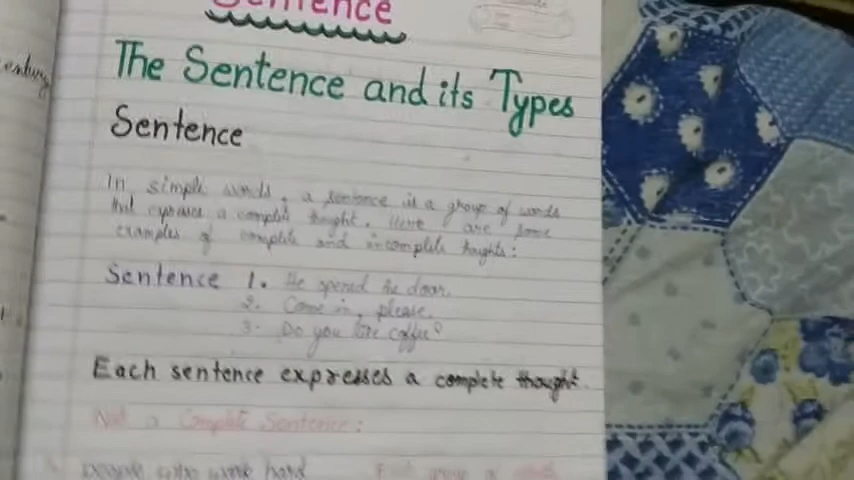 Sentence
The Sentence and its Types
Sentence
In simple words, a sentence is a group of words
that expresses a complete thought. Here are some
examples of complete and incomplete thoughts:
Sentence 1. He opened the door.
2. Come in, please.
3. Do you like coffee?
Each sentence expresses a complete thought.
Not a Complete Sentence:
people who work hard